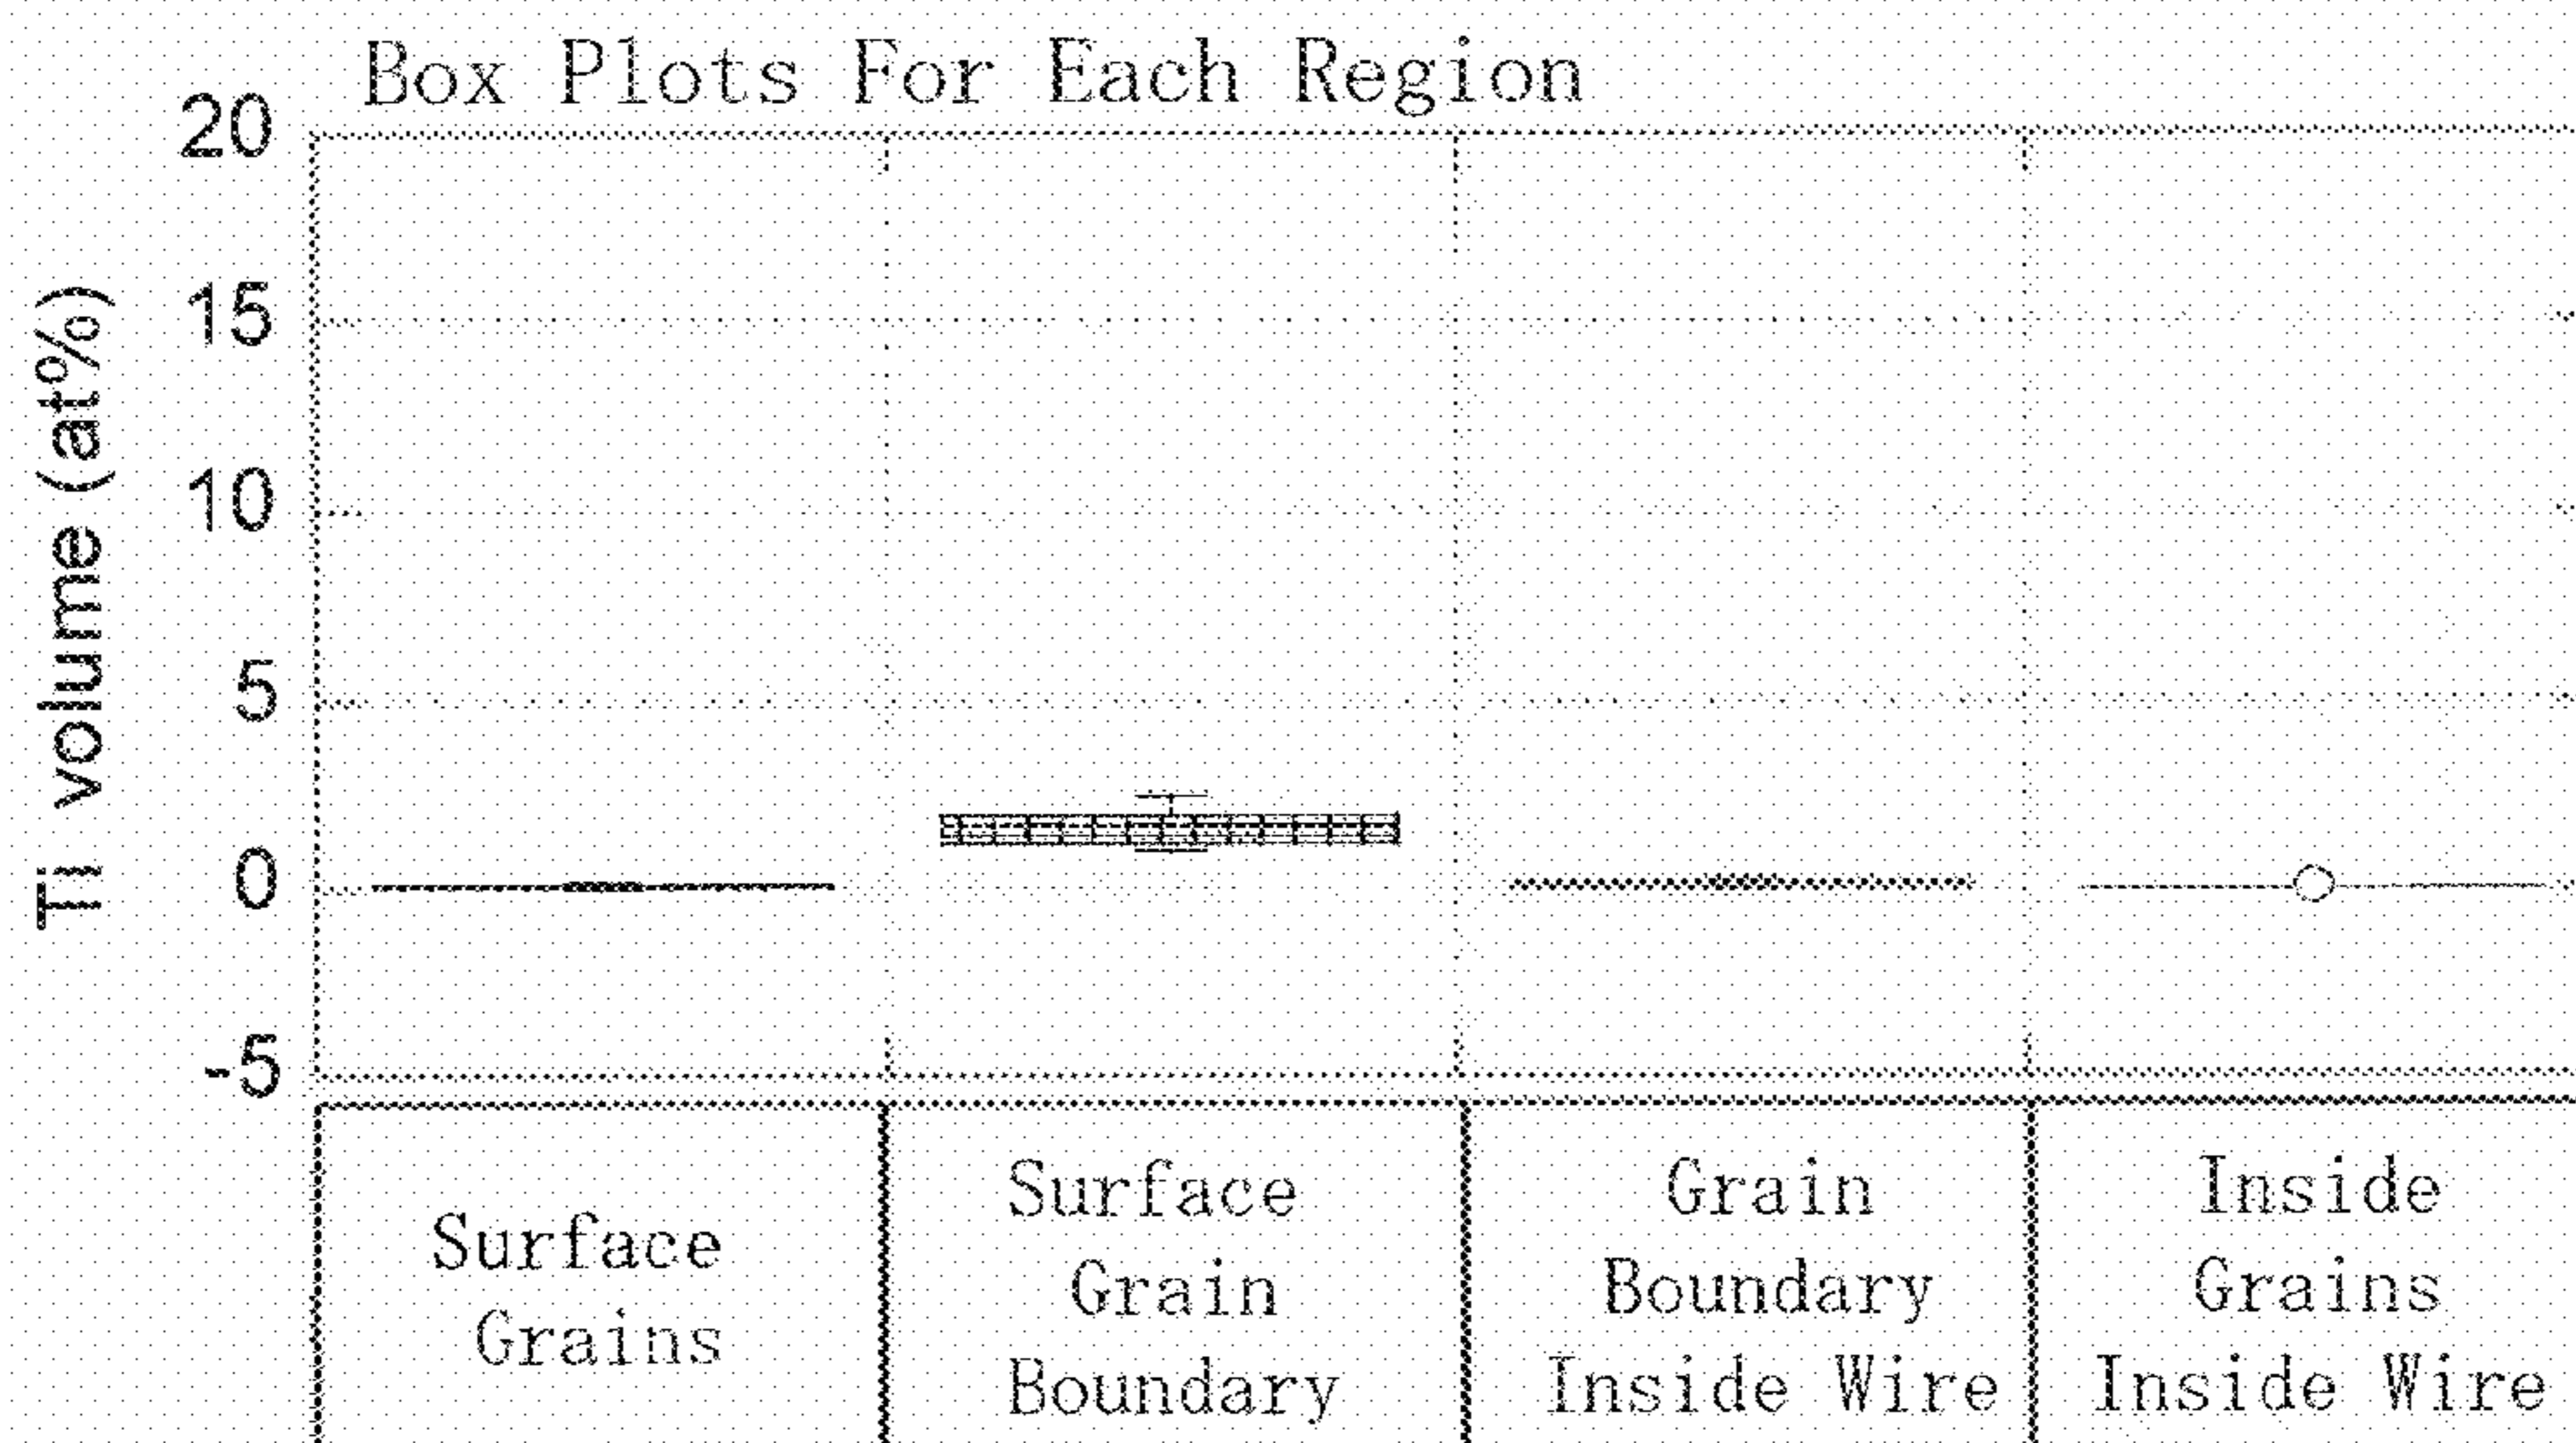 Box Plots For Each Region
20
15
10
5
0
-5
Ti volume (at%)
Surface
Grains
Surface
Grain
Boundary
Grain
Boundary
Inside Wire
Inside
Grains
Inside Wire